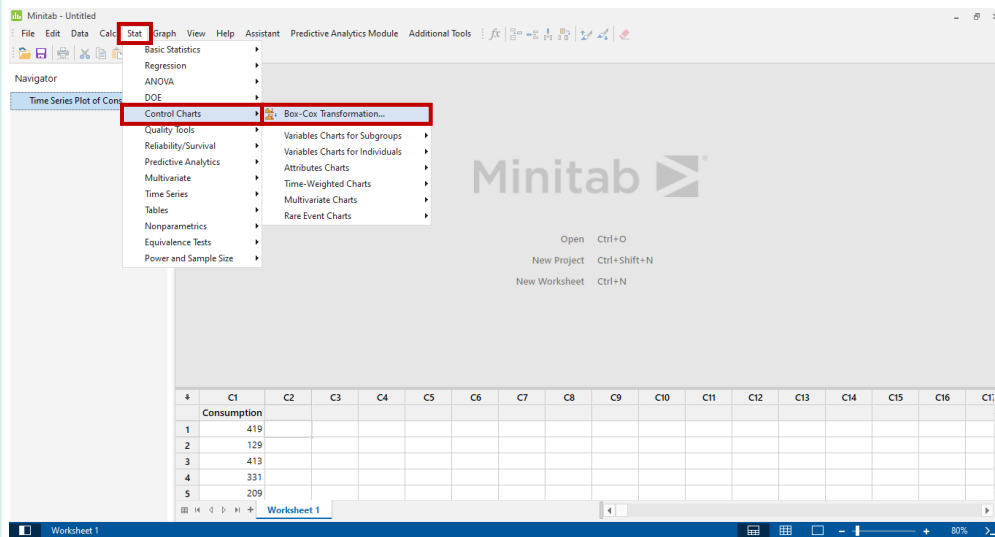 Minitab - Untitled
File Edit Data Calc Stat Graph View Help Assistant Predictive Analytics Module Additional Tools fx
Navigator
Time Series Plot of Cons
Basic Statistics
Regression
ANOVA
DOE
Control Charts
Quality Tools
Reliability/Survival
Predictive Analytics
Multivariate
Time Series
Tables
Nonparametrics
Equivalence Tests
Power and Sample Size
Box-Cox Transformation...
Variables Charts for Subgroups
Variables Charts for Individuals
Attributes Charts
Time-Weighted Charts
Multivariate Charts
Rare Event Charts
Minitab
Open Ctrl+O
New Project Ctrl+Shift+N
New Worksheet Ctrl+N
C1 C2 C3 C4 C5 C6 C7 C8 C9 C10 C11 C12 C13 C14 C15 C16 C17
Consumption
1 419
2 129
3 413
4 331
5 209
Worksheet 1
Worksheet 1 80%